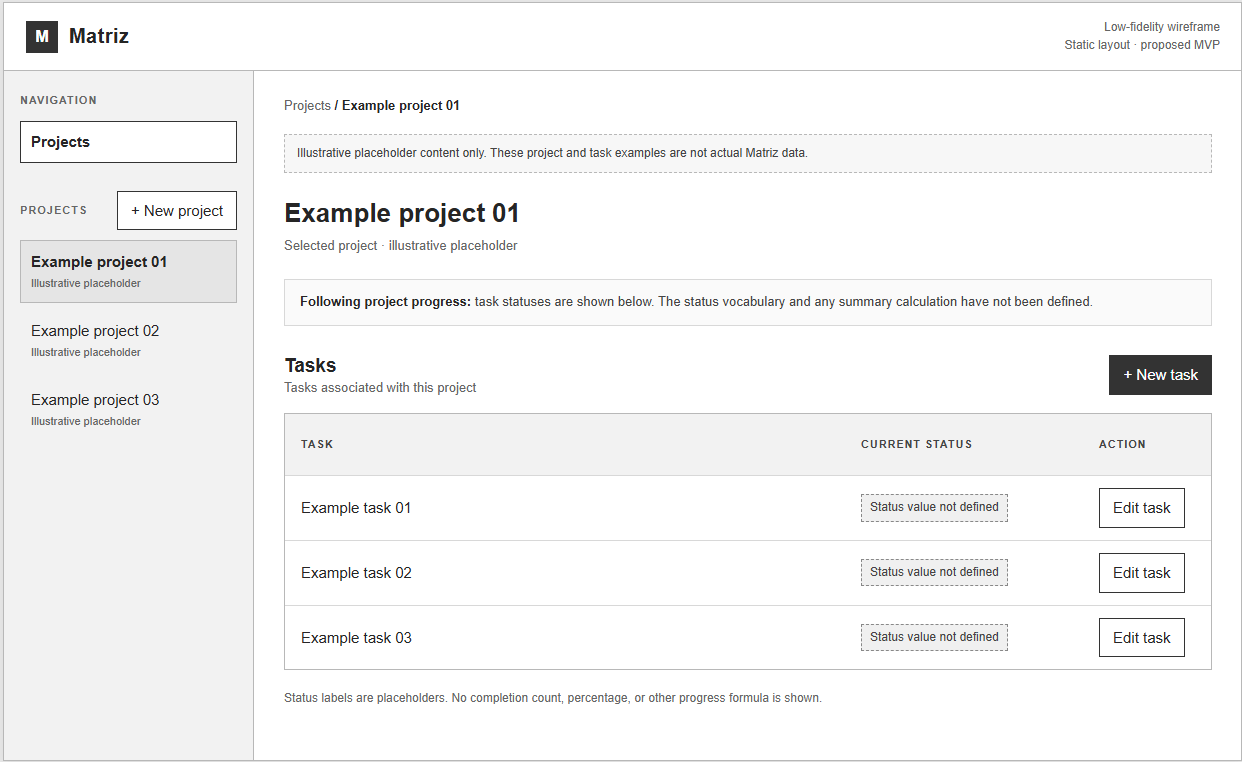 M Matriz
Low-fidelity wireframe
Static layout · proposed MVP
NAVIGATION
Projects
PROJECTS
+ New project
Example project 01
Illustrative placeholder
Example project 02
Illustrative placeholder
Example project 03
Illustrative placeholder
Projects / Example project 01
Illustrative placeholder content only. These project and task examples are not actual Matriz data.
Example project 01
Selected project · illustrative placeholder
Following project progress: task statuses are shown below. The status vocabulary and any summary calculation have not been defined.
Tasks
Tasks associated with this project
+ New task
TASK CURRENT STATUS ACTION
Example task 01 Status value not defined Edit task
Example task 02 Status value not defined Edit task
Example task 03 Status value not defined Edit task
Status labels are placeholders. No completion count, percentage, or other progress formula is shown.